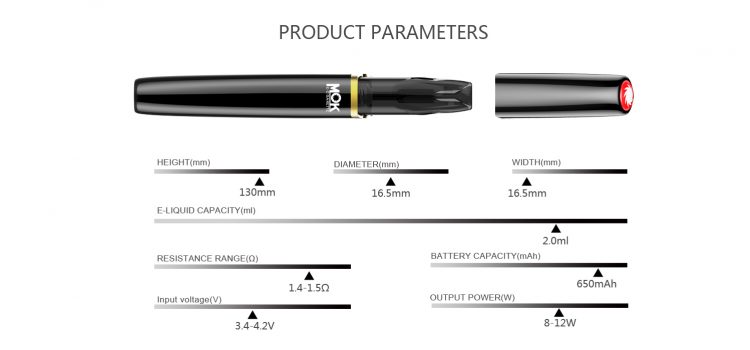 PRODUCT PARAMETERS
MOK
HEIGHT(mm)
130mm
DIAMETER(mm)
16.5mm
WIDTH(mm)
16.5mm
E-LIQUID CAPACITY(ml)
2.0ml
RESISTANCE RANGE(Ω)
1.4-1.5Ω
BATTERY CAPACITY(mAh)
650mAh
Input voltage(V)
3.4-4.2V
OUTPUT POWER(W)
8-12W